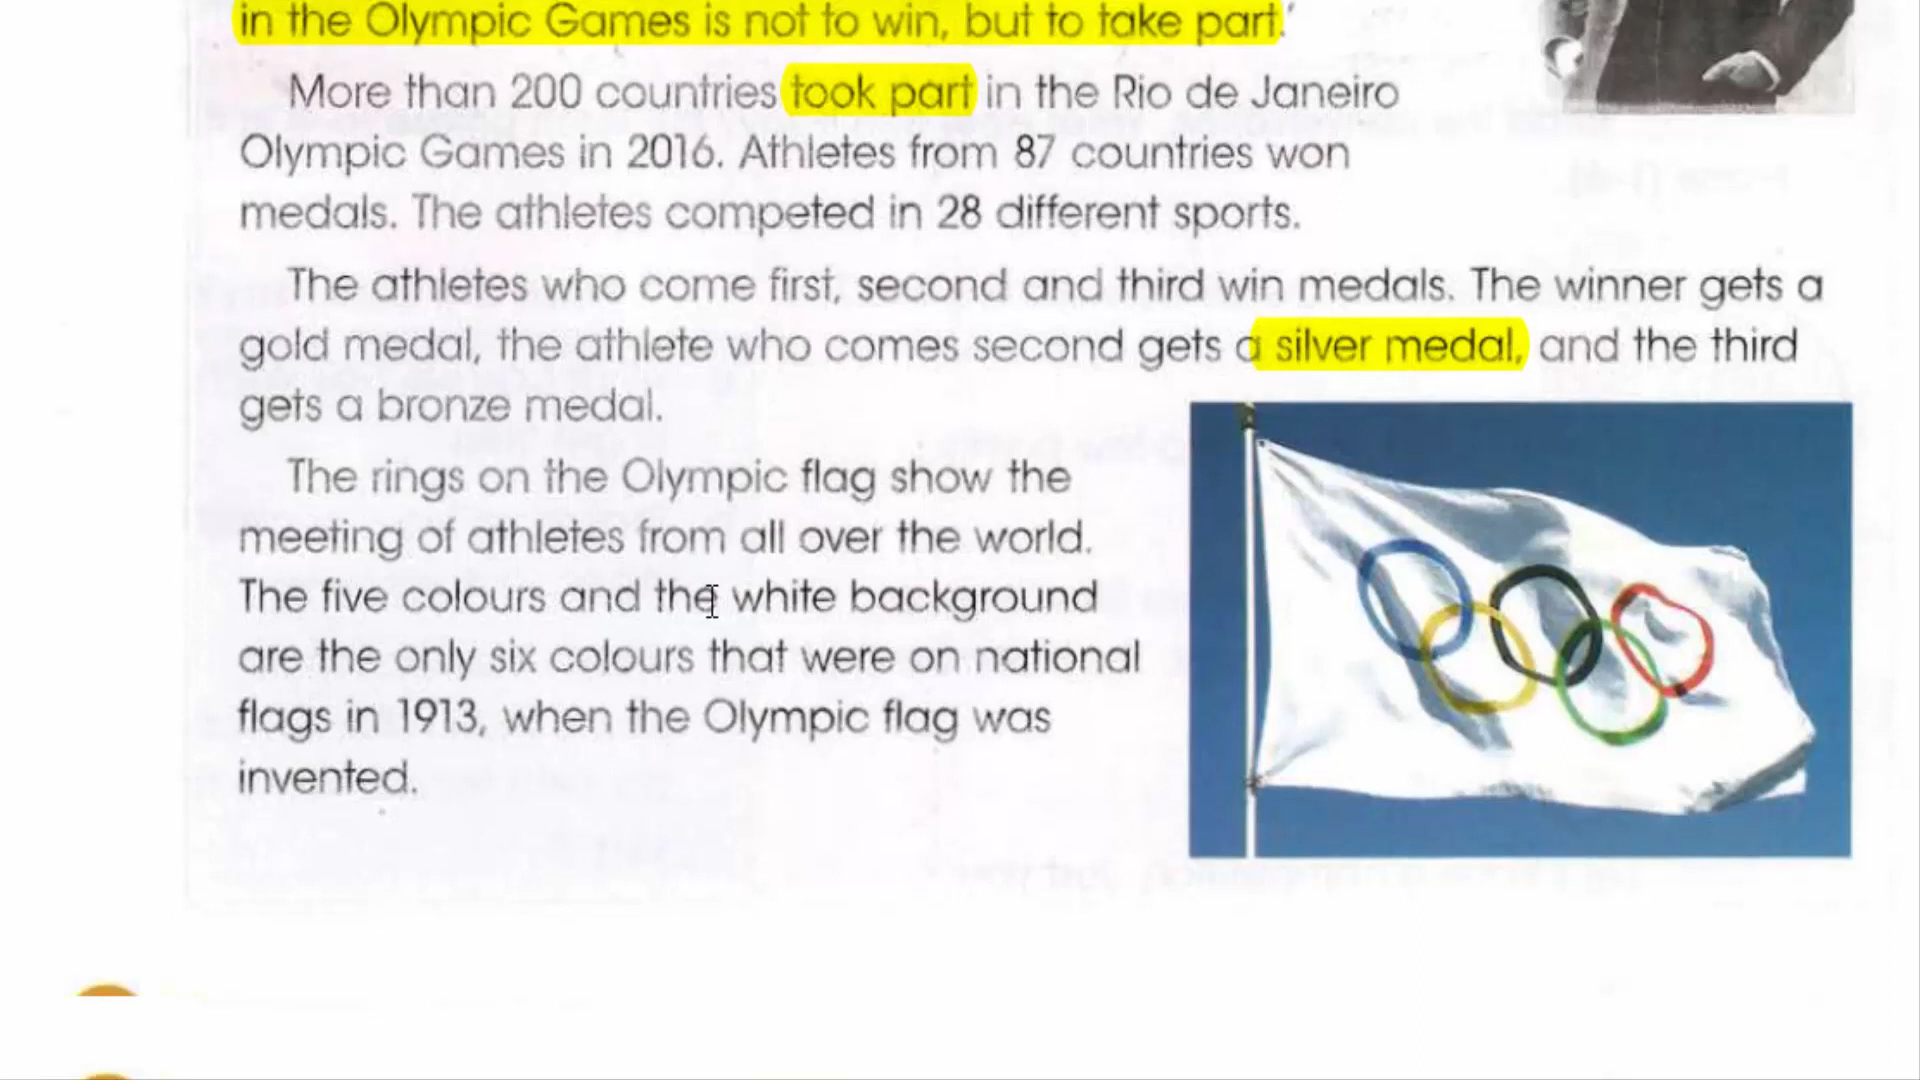 in the Olympic Games is not to win, but to take part.'
More than 200 countries took part in the Rio de Janeiro
Olympic Games in 2016. Athletes from 87 countries won
medals. The athletes competed in 28 different sports.
The athletes who come first, second and third win medals. The winner gets a
gold medal, the athlete who comes second gets a silver medal, and the third
gets a bronze medal.
The rings on the Olympic flag show the
meeting of athletes from all over the world.
The five colours and the white background
are the only six colours that were on national
flags in 1913, when the Olympic flag was
invented.